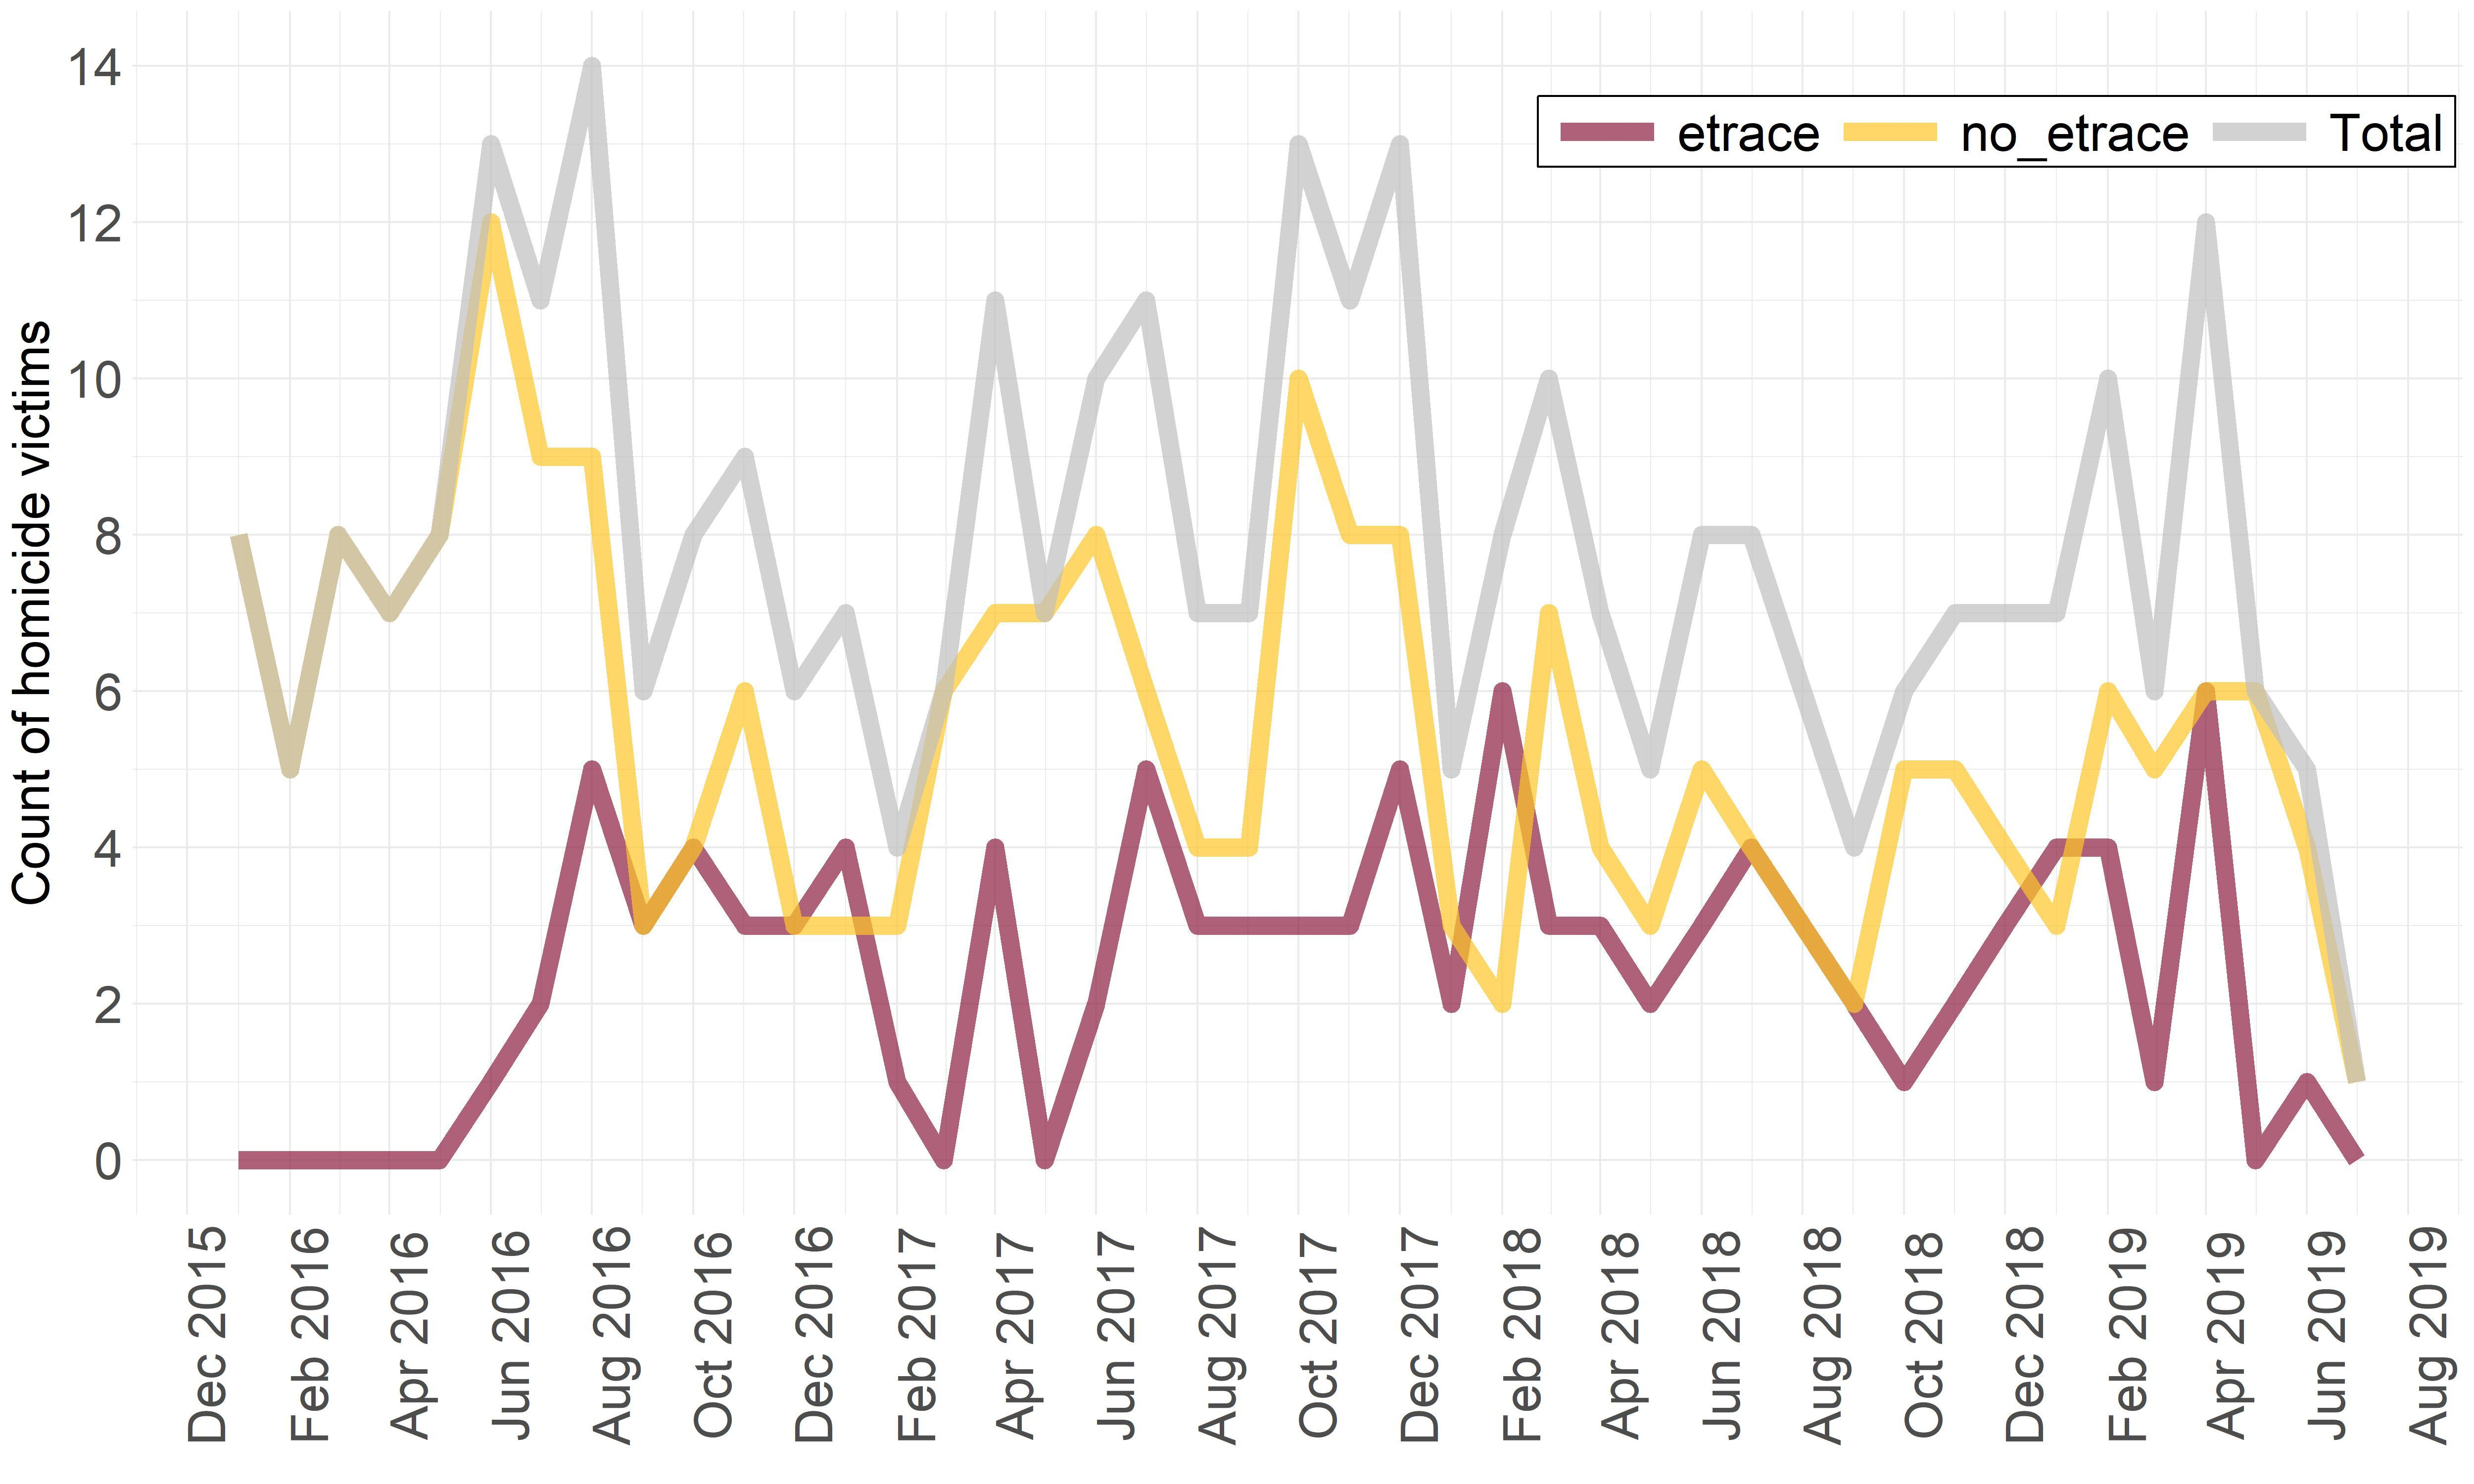 Count of homicide victims
14
12
10
8
6
4
2
0
etrace no_etrace Total
Dec 2015
Feb 2016
Apr 2016
Jun 2016
Aug 2016
Oct 2016
Dec 2016
Feb 2017
Apr 2017
Jun 2017
Aug 2017
Oct 2017
Dec 2017
Feb 2018
Apr 2018
Jun 2018
Aug 2018
Oct 2018
Dec 2018
Feb 2019
Apr 2019
Jun 2019
Aug 2019